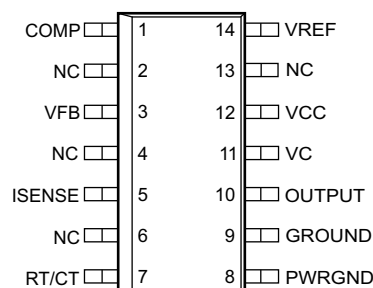 COMP 1 14 VREF
NC 2 13 NC
VFB 3 12 VCC
NC 4 11 VC
ISENSE 5 10 OUTPUT
NC 6 9 GROUND
RT/CT 7 8 PWRGND